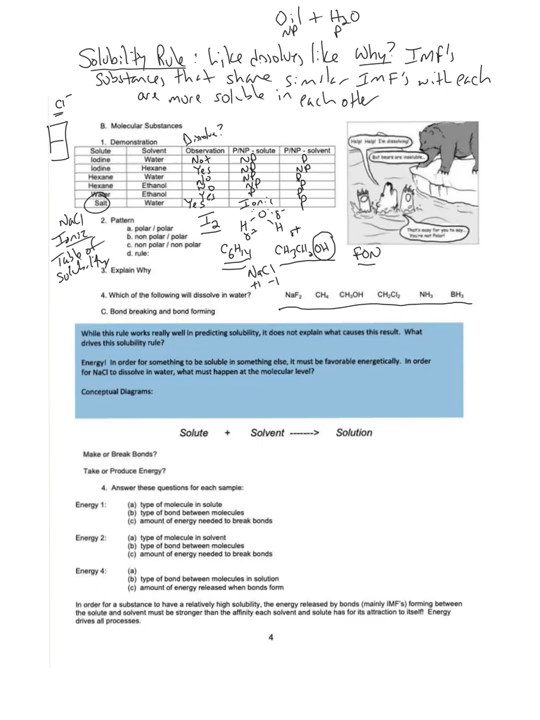 Oil + H2O
NP P
Solubility Rule : Like dissolves like Why? IMF's
Substances that share similar IMF's with each
are more soluble in each other
Cl-
B. Molecular Substances
Dissolve?
1. Demonstration
Solute Solvent Observation P/NP - solute P/NP - solvent
Iodine Water Not NP P
Iodine Hexane Yes NP NP
Hexane Water No NP P
Hexane Ethanol No NP P
Water Ethanol Yes P P
Salt Water Yes Ionic P
Help! Help! I'm dissolving!
But bears are insoluble.
That's easy for you to say.
You're not Polar!
NaCl
Ionic
Table of
Solubility
2. Pattern
a. polar / polar
b. non polar / polar
c. non polar / non polar
d. rule:
I2
O δ-
H H δ+
C6H14
CH3CH2OH
FON
NaCl
+1 -1
3. Explain Why
4. Which of the following will dissolve in water? NaF2 CH4 CH3OH CH2Cl2 NH3 BH3
C. Bond breaking and bond forming
While this rule works really well in predicting solubility, it does not explain what causes this result. What
drives this solubility rule?
Energy! In order for something to be soluble in something else, it must be favorable energetically. In order
for NaCl to dissolve in water, what must happen at the molecular level?
Conceptual Diagrams:
Solute + Solvent -------> Solution
Make or Break Bonds?
Take or Produce Energy?
4. Answer these questions for each sample:
Energy 1: (a) type of molecule in solute
(b) type of bond between molecules
(c) amount of energy needed to break bonds
Energy 2: (a) type of molecule in solvent
(b) type of bond between molecules
(c) amount of energy needed to break bonds
Energy 4: (a)
(b) type of bond between molecules in solution
(c) amount of energy released when bonds form
In order for a substance to have a relatively high solubility, the energy released by bonds (mainly IMF's) forming between
the solute and solvent must be stronger than the affinity each solvent and solute has for its attraction to itself! Energy
drives all processes.
4